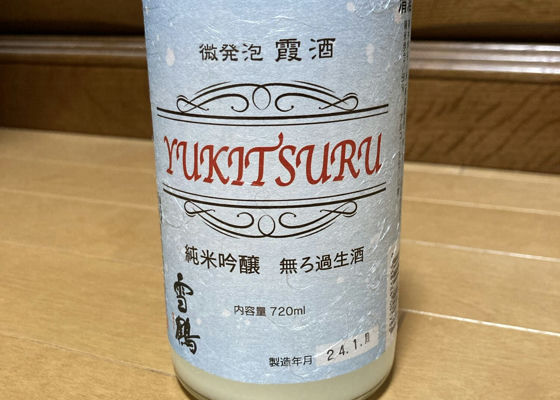 微発泡 霞酒
YUKITSURU
純米吟醸 無ろ過生酒
雪鶴
内容量 720ml
製造年月 24.1.月